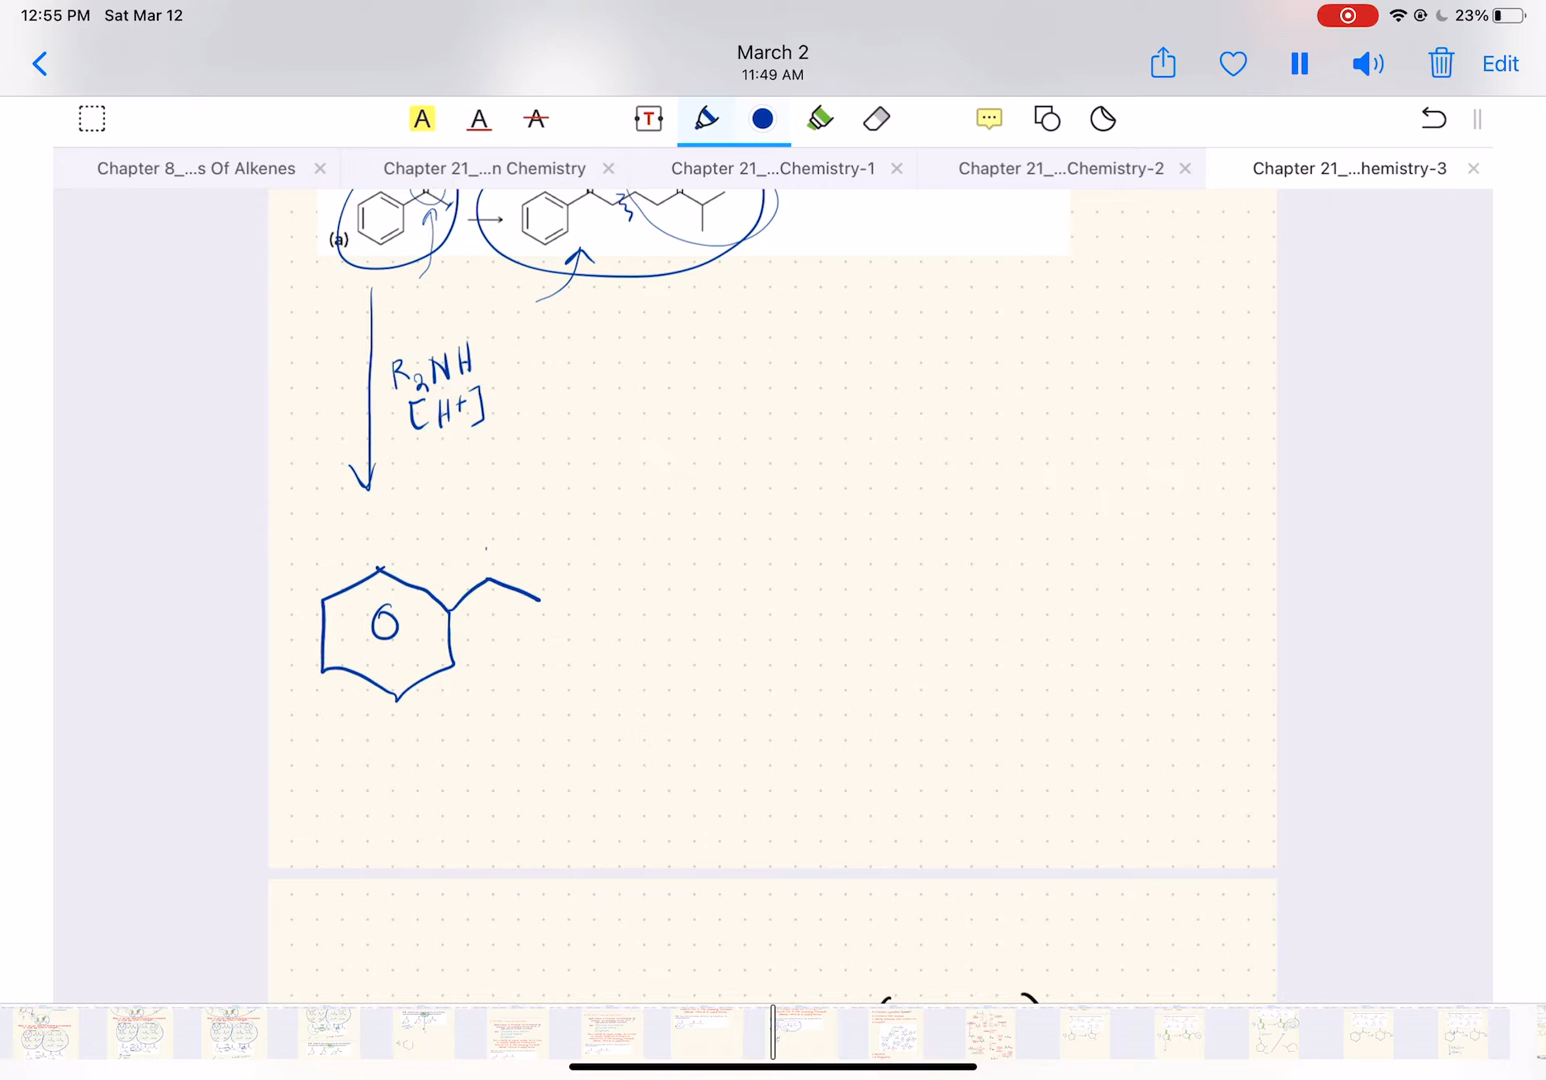 12:55 PM Sat Mar 12
23%
March 2
11:49 AM
Edit
A A A T
Chapter 8_...s Of Alkenes
Chapter 21_...n Chemistry
Chapter 21_...Chemistry-1
Chapter 21_...Chemistry-2
Chapter 21_...hemistry-3
(a)
R2NH
[H+]